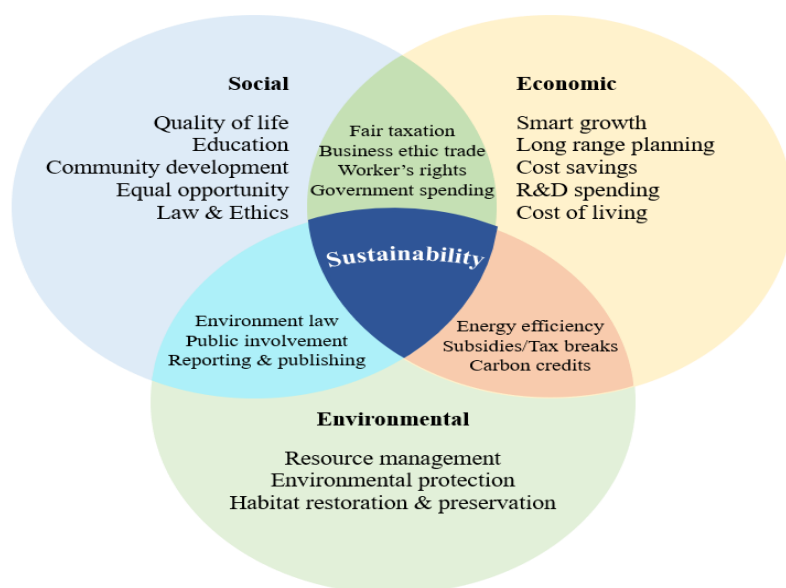 Social
Quality of life
Education
Community development
Equal opportunity
Law & Ethics
Fair taxation
Business ethic trade
Worker's rights
Government spending
Economic
Smart growth
Long range planning
Cost savings
R&D spending
Cost of living
Sustainability
Environment law
Public involvement
Reporting & publishing
Energy efficiency
Subsidies/Tax breaks
Carbon credits
Environmental
Resource management
Environmental protection
Habitat restoration & preservation